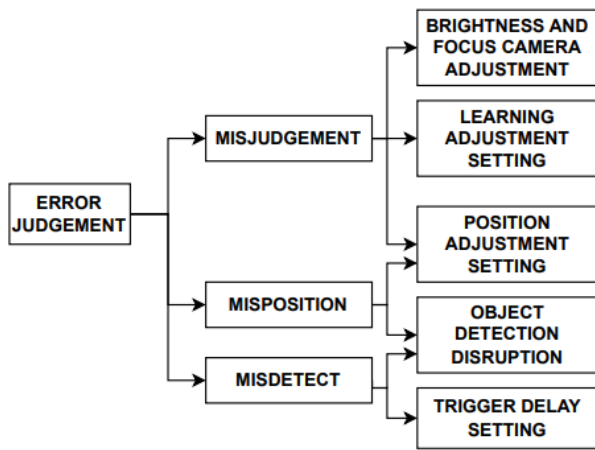 ERROR
JUDGEMENT
MISJUDGEMENT
MISPOSITION
MISDETECT
BRIGHTNESS AND
FOCUS CAMERA
ADJUSTMENT
LEARNING
ADJUSTMENT
SETTING
POSITION
ADJUSTMENT
SETTING
OBJECT
DETECTION
DISRUPTION
TRIGGER DELAY
SETTING